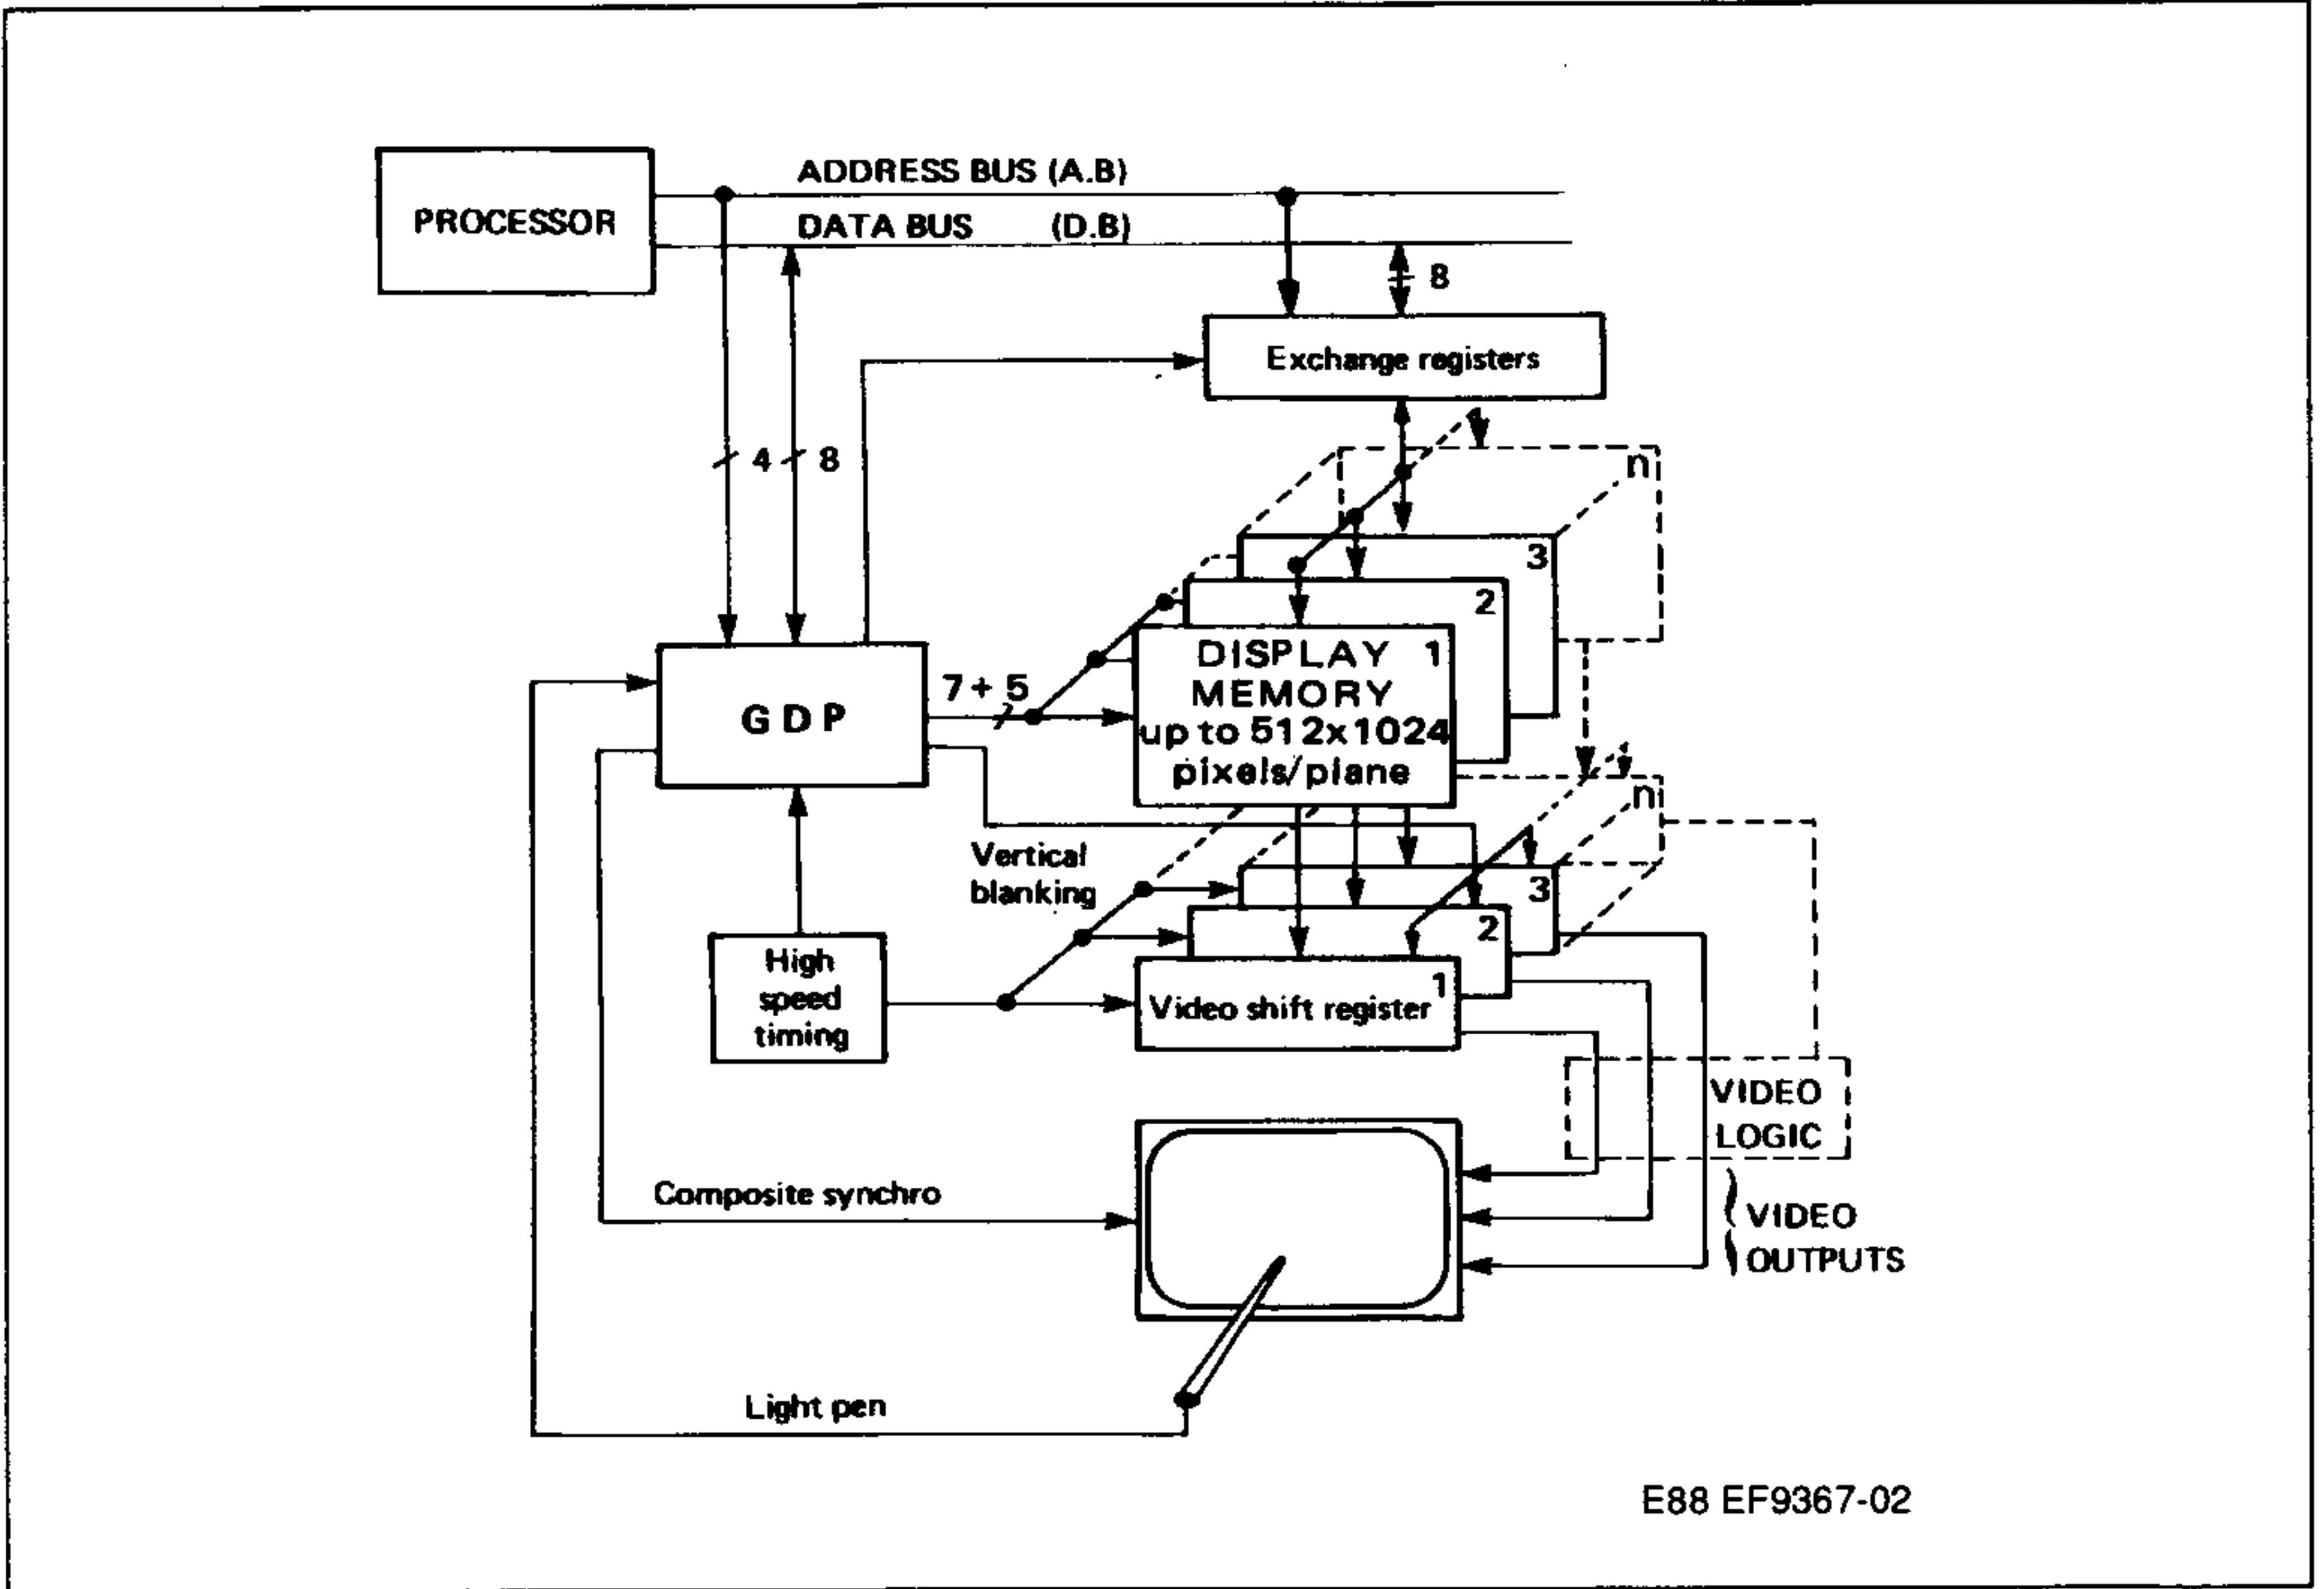 ADDRESS BUS (A.B)
PROCESSOR
DATA BUS (D.B)
8
Exchange registers
4 8
n
3
2
7 + 5
GDP
DISPLAY 1
MEMORY
up to 512x1024
pixels/plane
n
Vertical
blanking
3
2
High
speed
timing
1
Video shift register
VIDEO
LOGIC
Composite synchro
VIDEO
OUTPUTS
Light pen
E88 EF9367-02